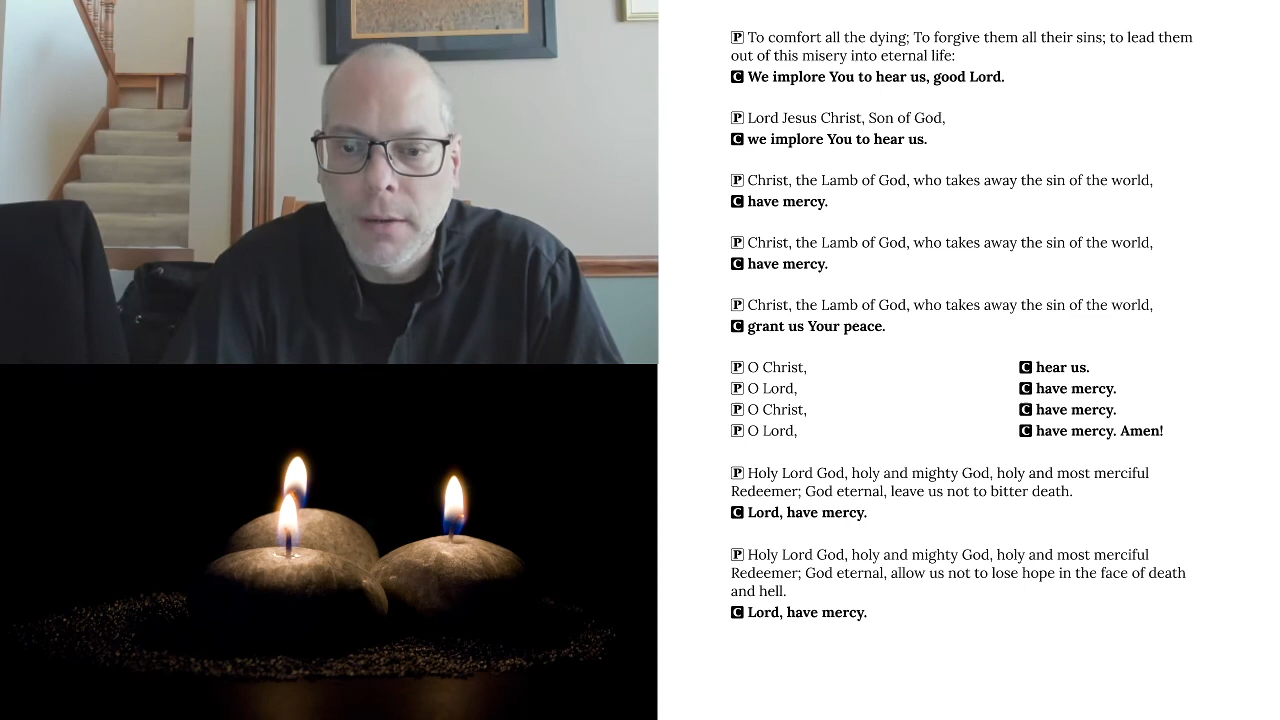 P To comfort all the dying; To forgive them all their sins; to lead them
out of this misery into eternal life:
C We implore You to hear us, good Lord.
P Lord Jesus Christ, Son of God,
C we implore You to hear us.
P Christ, the Lamb of God, who takes away the sin of the world,
C have mercy.
P Christ, the Lamb of God, who takes away the sin of the world,
C have mercy.
P Christ, the Lamb of God, who takes away the sin of the world,
C grant us Your peace.
P O Christ, C hear us.
P O Lord, C have mercy.
P O Christ, C have mercy.
P O Lord, C have mercy. Amen!
P Holy Lord God, holy and mighty God, holy and most merciful
Redeemer; God eternal, leave us not to bitter death.
C Lord, have mercy.
P Holy Lord God, holy and mighty God, holy and most merciful
Redeemer; God eternal, allow us not to lose hope in the face of death
and hell.
C Lord, have mercy.